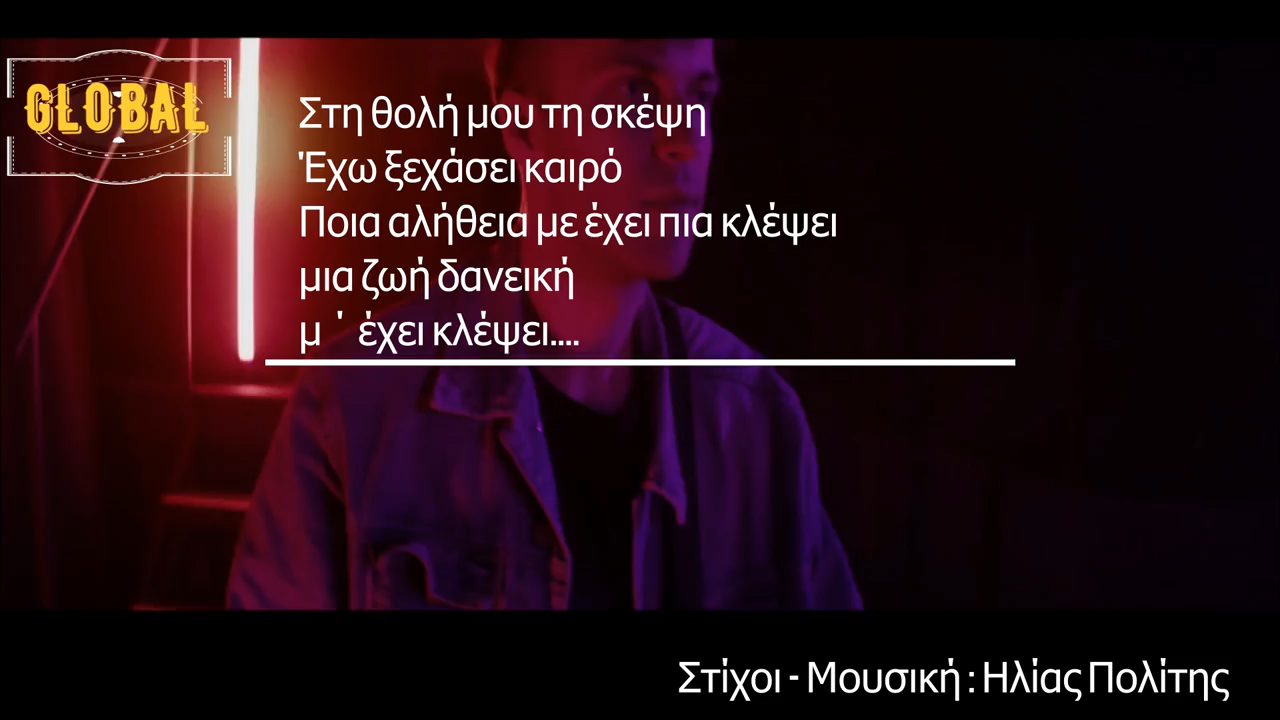 GLOBAL
Στη θολή μου τη σκέψη
Έχω ξεχάσει καιρό
Ποια αλήθεια με έχει πια κλέψει
μια ζωή δανεική
μ ΄ έχει κλέψει....
Στίχοι - Μουσική : Ηλίας Πολίτης